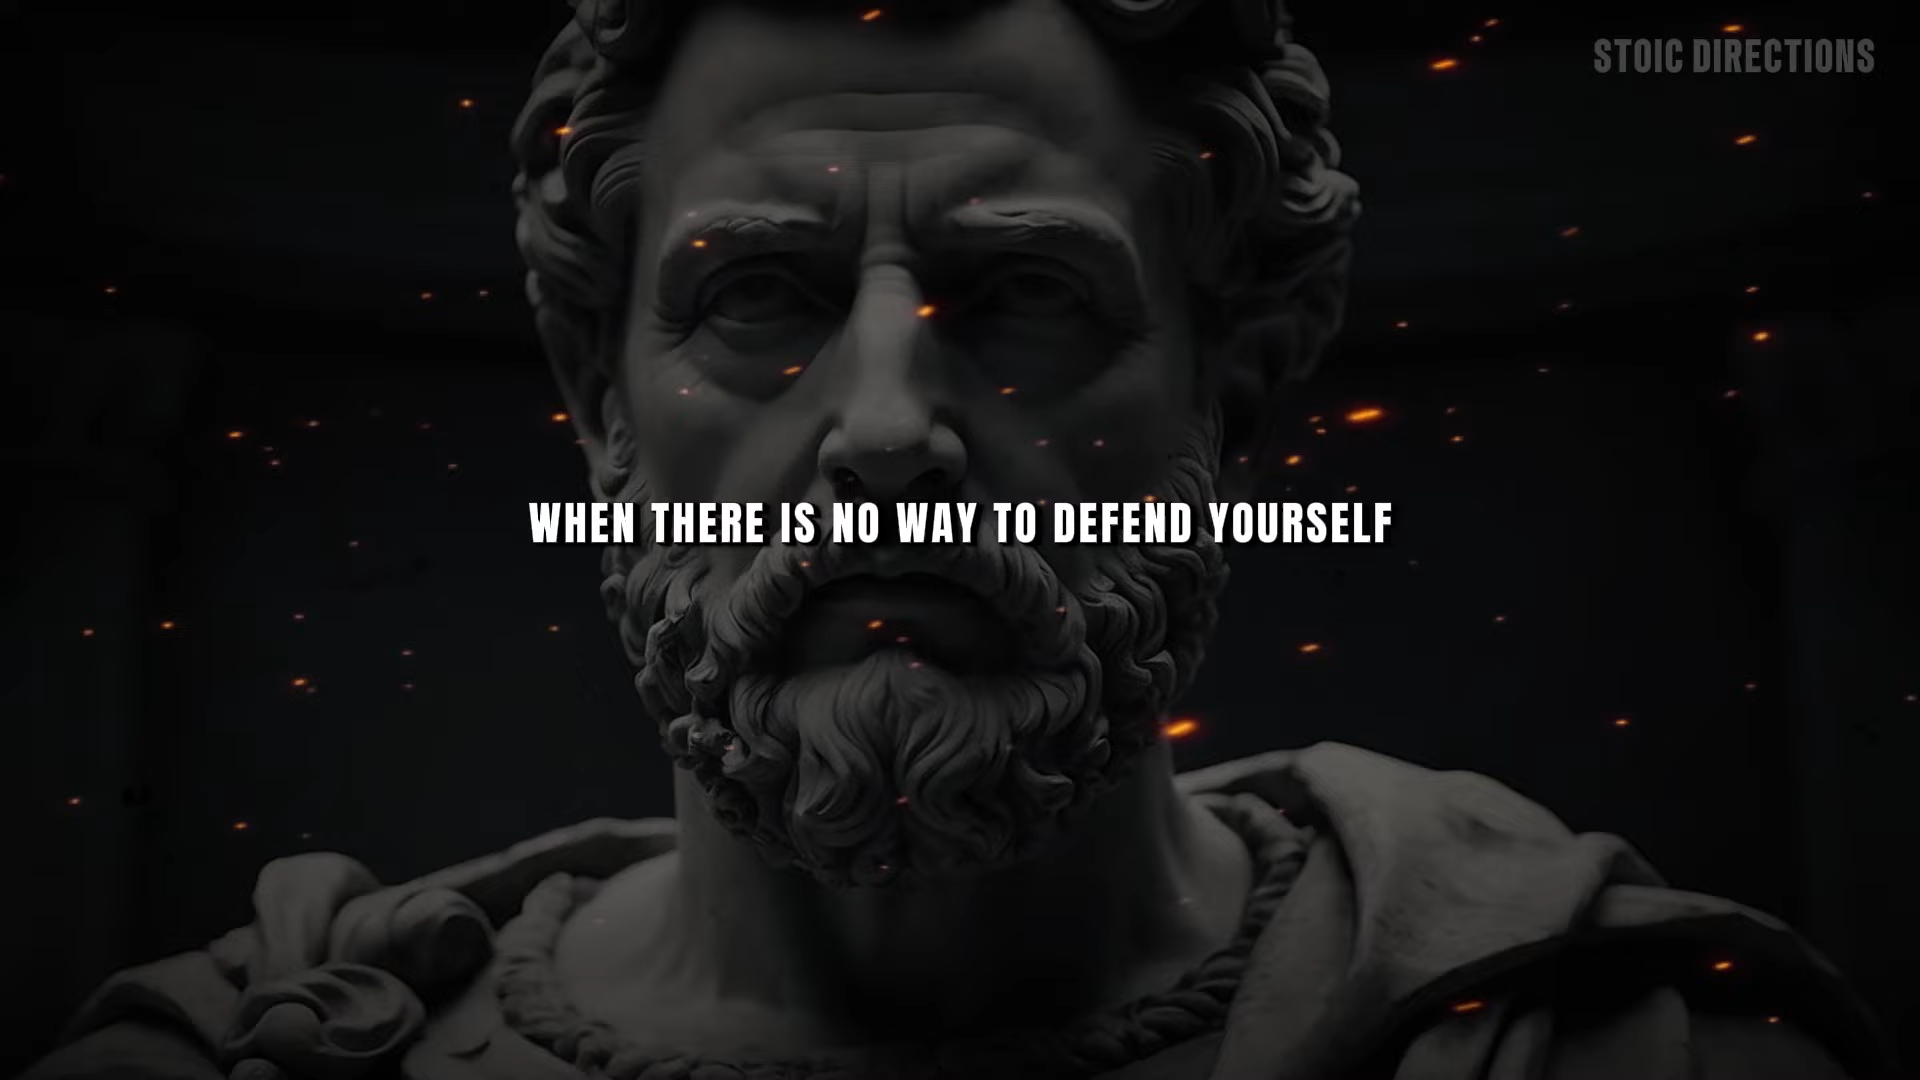 STOIC DIRECTIONS
WHEN THERE IS NO WAY TO DEFEND YOURSELF